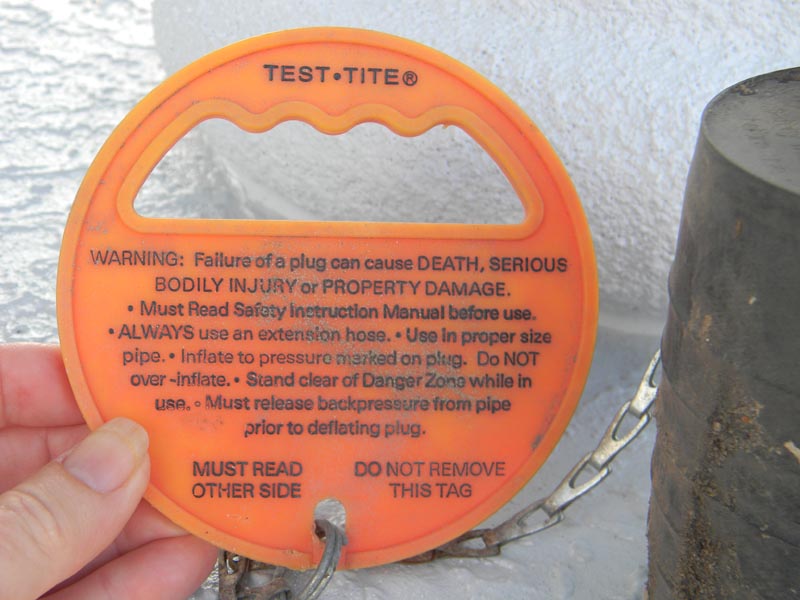 TEST•TITE®
WARNING: Failure of a plug can cause DEATH, SERIOUS
BODILY INJURY or PROPERTY DAMAGE.
• Must Read Safety Instruction Manual before use.
• ALWAYS use an extension hose. • Use in proper size
pipe. • Inflate to pressure marked on plug. Do NOT
over-inflate. • Stand clear of Danger Zone while in
use. • Must release backpressure from pipe
prior to deflating plug.
MUST READ
OTHER SIDE
DO NOT REMOVE
THIS TAG